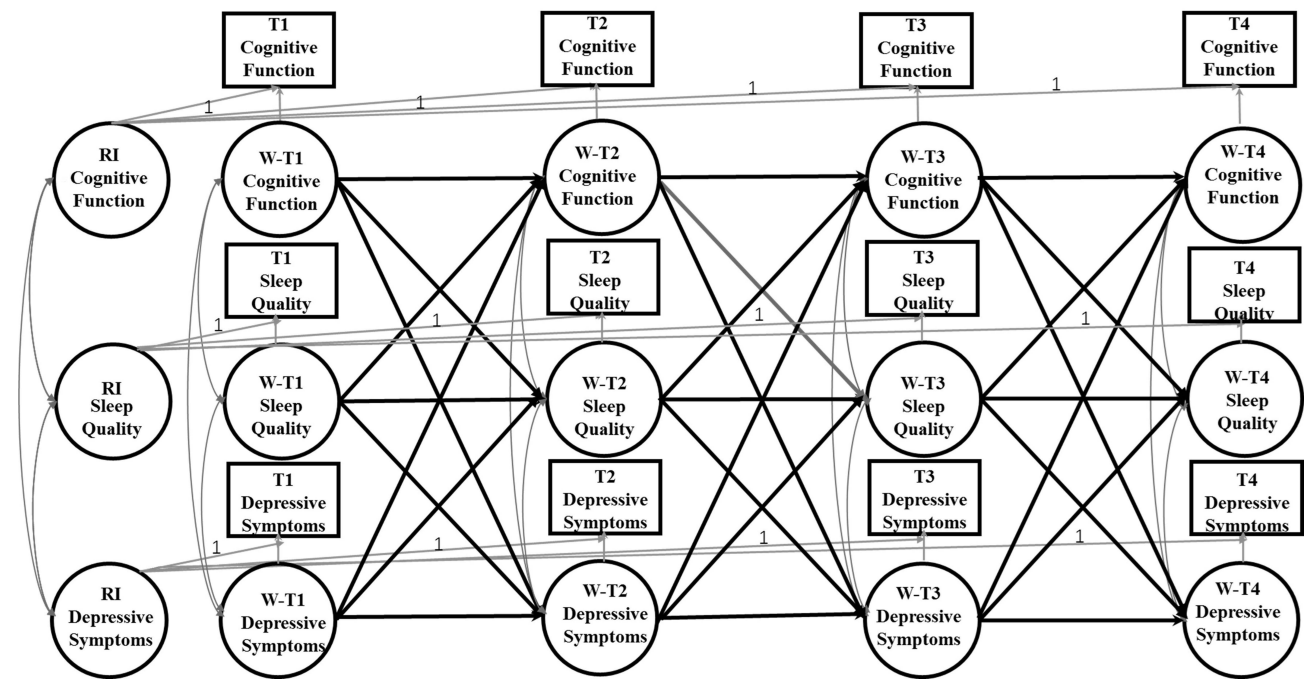 T1
Cognitive
Function
T2
Cognitive
Function
T3
Cognitive
Function
T4
Cognitive
Function
1
1
1
1
RI
Cognitive
Function
W-T1
Cognitive
Function
W-T2
Cognitive
Function
W-T3
Cognitive
Function
W-T4
Cognitive
Function
T1
Sleep
Quality
T2
Sleep
Quality
T3
Sleep
Quality
T4
Sleep
Quality
1
1
1
1
RI
Sleep
Quality
W-T1
Sleep
Quality
W-T2
Sleep
Quality
W-T3
Sleep
Quality
W-T4
Sleep
Quality
T1
Depressive
Symptoms
T2
Depressive
Symptoms
T3
Depressive
Symptoms
T4
Depressive
Symptoms
1
1
1
1
RI
Depressive
Symptoms
W-T1
Depressive
Symptoms
W-T2
Depressive
Symptoms
W-T3
Depressive
Symptoms
W-T4
Depressive
Symptoms